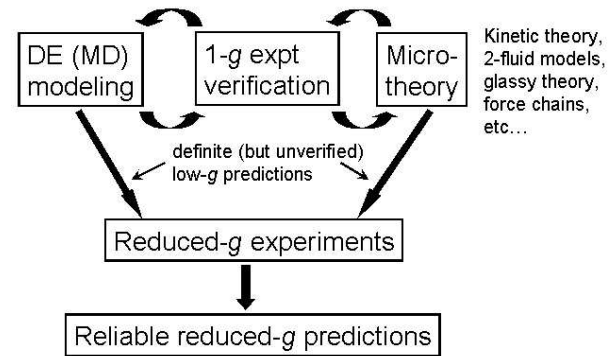 DE (MD)
modeling
1-g expt
verification
Micro-
theory
Kinetic theory,
2-fluid models,
glassy theory,
force chains,
etc...
definite (but unverified)
low-g predictions
Reduced-g experiments
Reliable reduced-g predictions